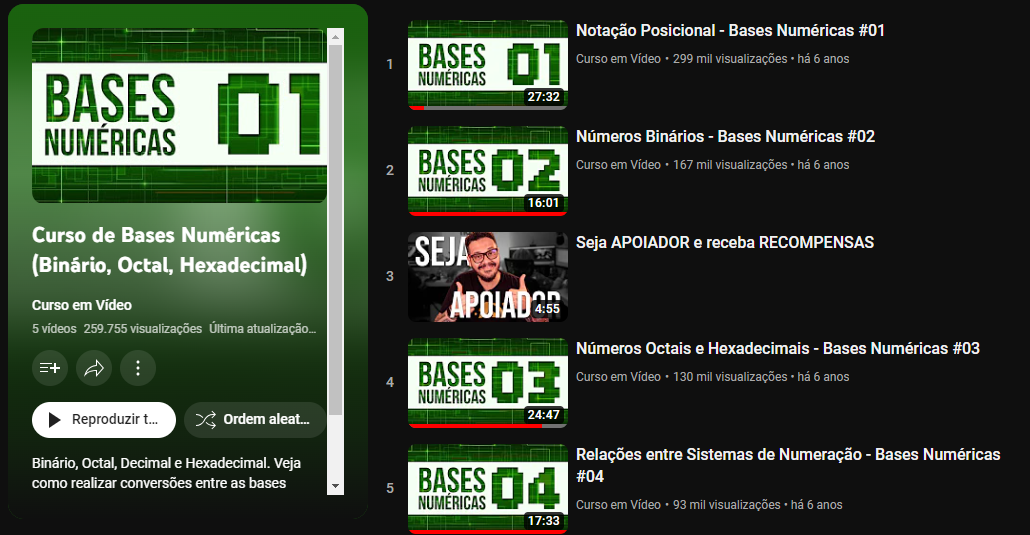 BASES
NUMÉRICAS
01
Curso de Bases Numéricas
(Binário, Octal, Hexadecimal)
Curso em Vídeo
5 vídeos 259.755 visualizações Última atualização...
Reproduzir t...
Ordem aleat...
Binário, Octal, Decimal e Hexadecimal. Veja
como realizar conversões entre as bases
1
BASES
NUMÉRICAS
01
27:32
Notação Posicional - Bases Numéricas #01
Curso em Vídeo • 299 mil visualizações • há 6 anos
2
BASES
NUMÉRICAS
02
16:01
Números Binários - Bases Numéricas #02
Curso em Vídeo • 167 mil visualizações • há 6 anos
3
SEJA
APOIADOR
4:55
Seja APOIADOR e receba RECOMPENSAS
4
BASES
NUMÉRICAS
03
24:47
Números Octais e Hexadecimais - Bases Numéricas #03
Curso em Vídeo • 130 mil visualizações • há 6 anos
5
BASES
NUMÉRICAS
04
17:33
Relações entre Sistemas de Numeração - Bases Numéricas
#04
Curso em Vídeo • 93 mil visualizações • há 6 anos